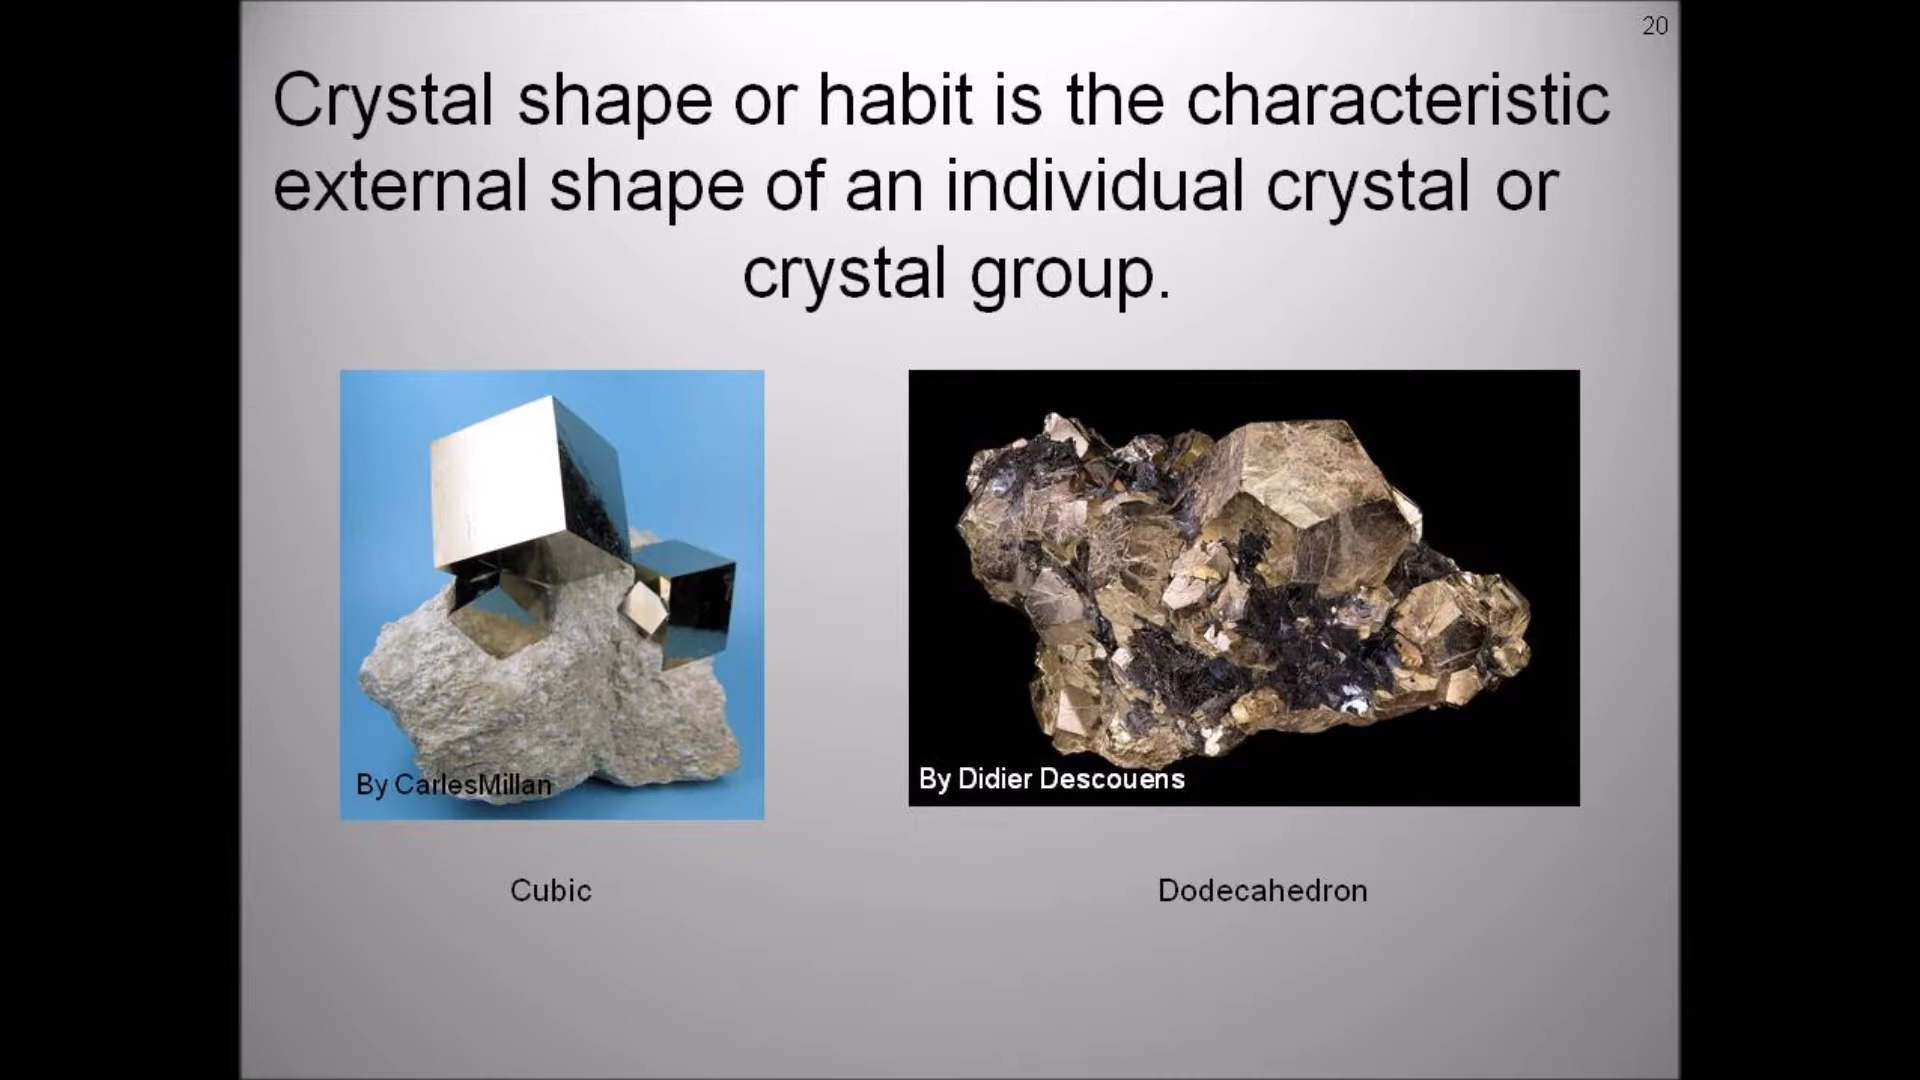 20
Crystal shape or habit is the characteristic
external shape of an individual crystal or
crystal group.
By CarlesMillan
By Didier Descouens
Cubic
Dodecahedron